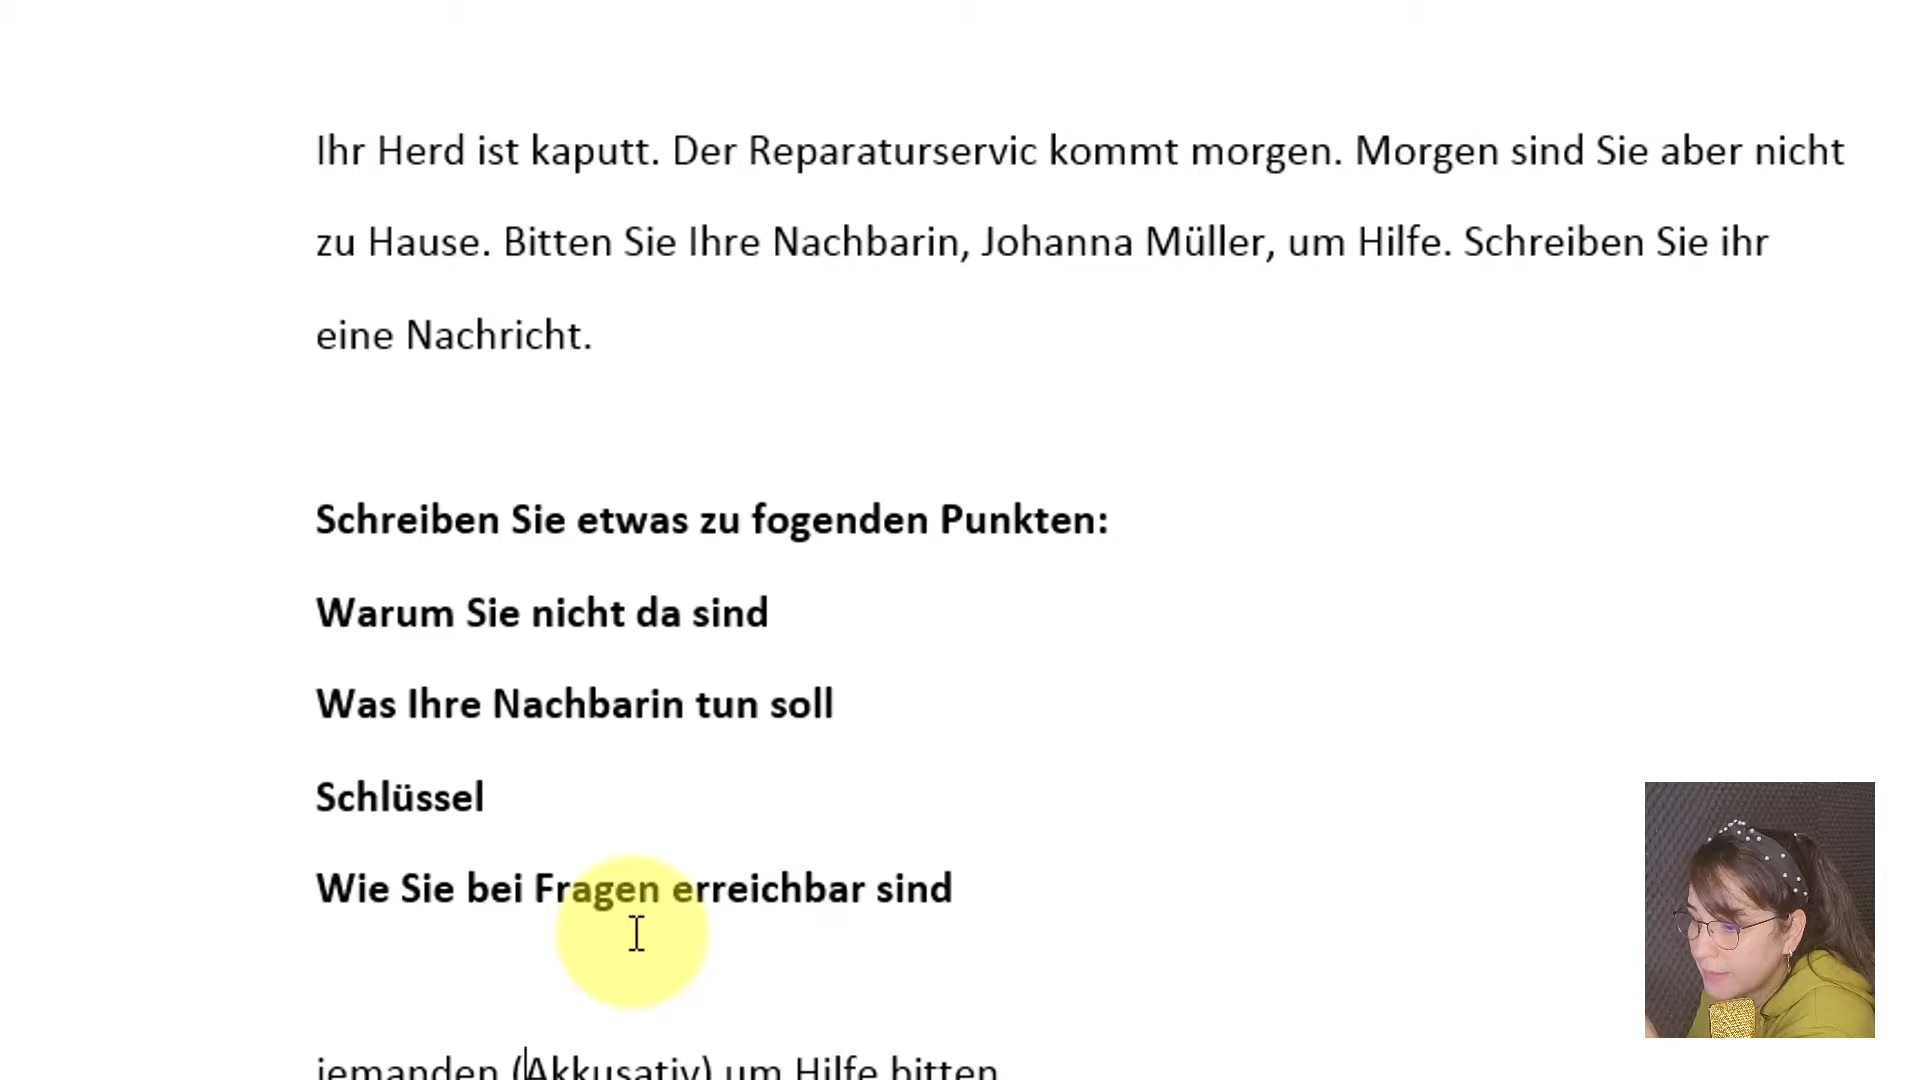 Ihr Herd ist kaputt. Der Reparaturservic kommt morgen. Morgen sind Sie aber nicht
zu Hause. Bitten Sie Ihre Nachbarin, Johanna Müller, um Hilfe. Schreiben Sie ihr
eine Nachricht.
Schreiben Sie etwas zu fogenden Punkten:
Warum Sie nicht da sind
Was Ihre Nachbarin tun soll
Schlüssel
Wie Sie bei Fragen erreichbar sind
jemanden (Akkusativ) um Hilfe bitten